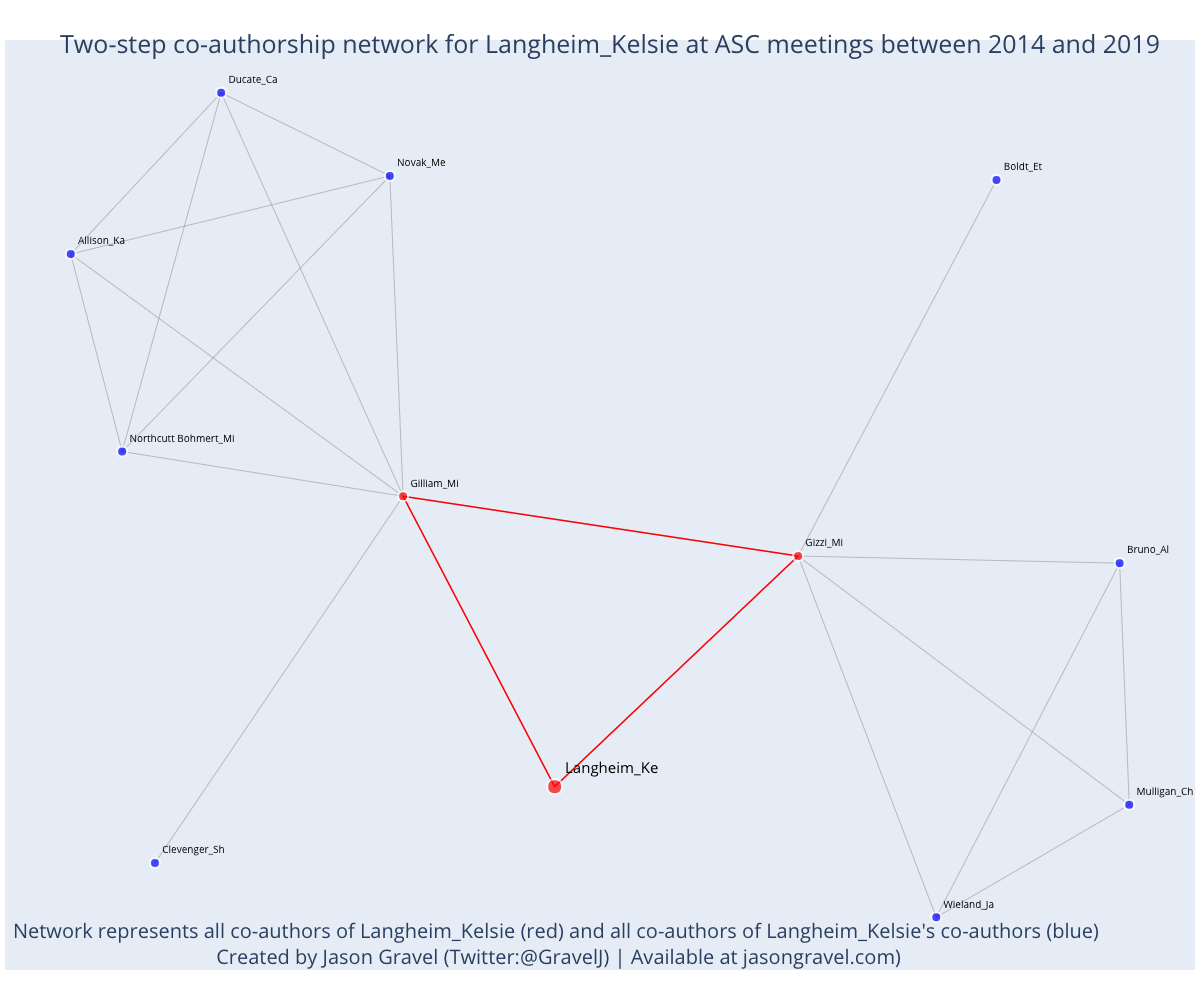 Two-step co-authorship network for Langheim_Kelsie at ASC meetings between 2014 and 2019
Ducate_Ca
Novak_Me
Boldt_Et
Allison_Ka
Northcutt Bohmert_Mi
Gilliam_Mi
Gizzi_Mi
Bruno_Al
Langheim_Ke
Mulligan_Ch
Clevenger_Sh
Wieland_Ja
Network represents all co-authors of Langheim_Kelsie (red) and all co-authors of Langheim_Kelsie's co-authors (blue)
Created by Jason Gravel (Twitter:@GravelJ) | Available at jasongravel.com)